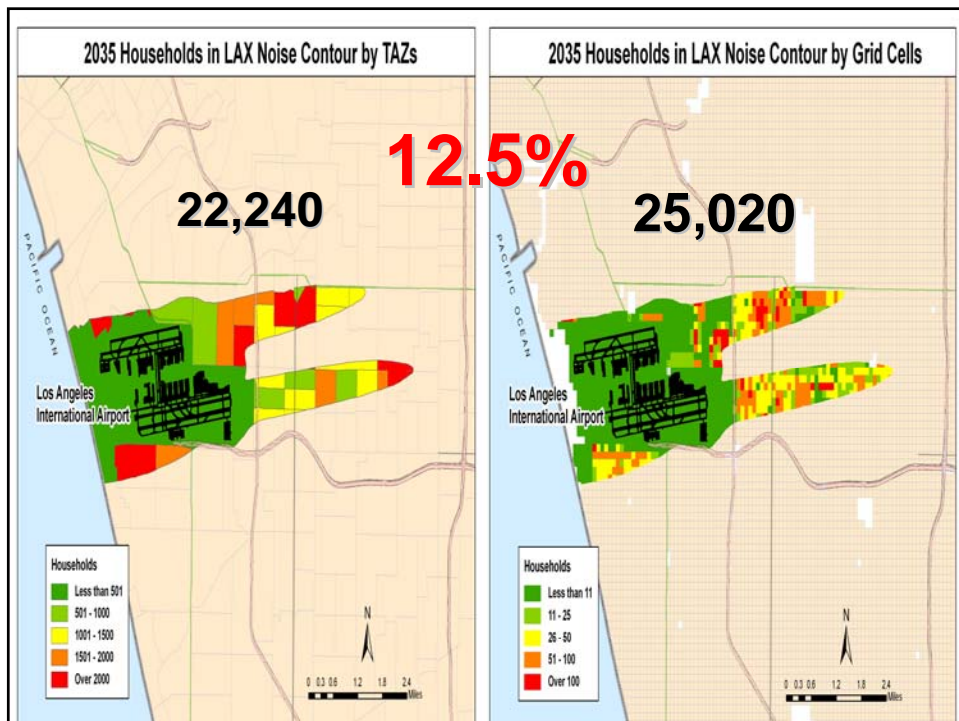 2035 Households in LAX Noise Contour by TAZs
2035 Households in LAX Noise Contour by Grid Cells
12.5%
22,240
25,020
PACIFIC OCEAN
Los Angeles
International Airport
Households
Less than 501
501 - 1000
1001 - 1500
1501 - 2000
Over 2000
N
0 0.3 0.6 1.2 1.8 2.4
Miles
PACIFIC OCEAN
Los Angeles
International Airport
Households
Less than 11
11 - 25
26 - 50
51 - 100
Over 100
N
0 0.3 0.6 1.2 1.8 2.4
Miles